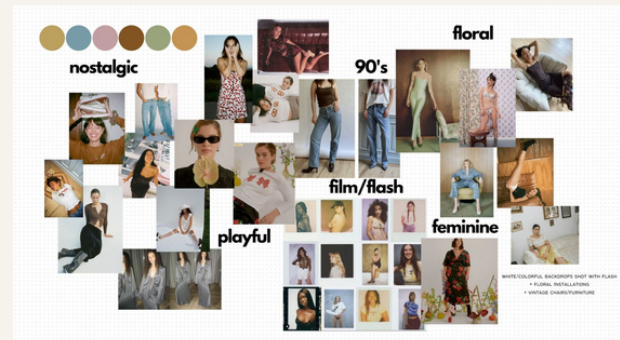 floral
nostalgic
90's
film/flash
playful
feminine
WHITE/COLORFUL BACKDROPS SHOT WITH FLASH
• FLORAL INSTALLATIONS
• VINTAGE CHAIRS/FURNITURE